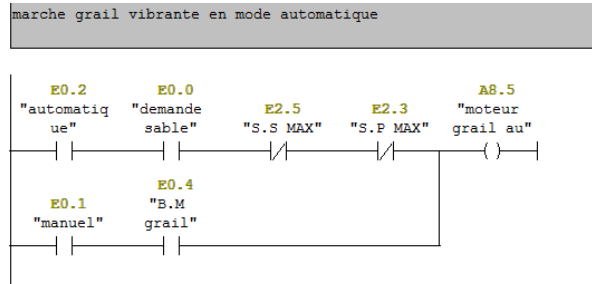 marche grail vibrante en mode automatique
E0.2 E0.0 A8.5
"automatiq "demande E2.5 E2.3 "moteur
ue" sable" "S.S MAX" "S.P MAX" grail au"
E0.4
E0.1 "B.M
"manuel" grail"